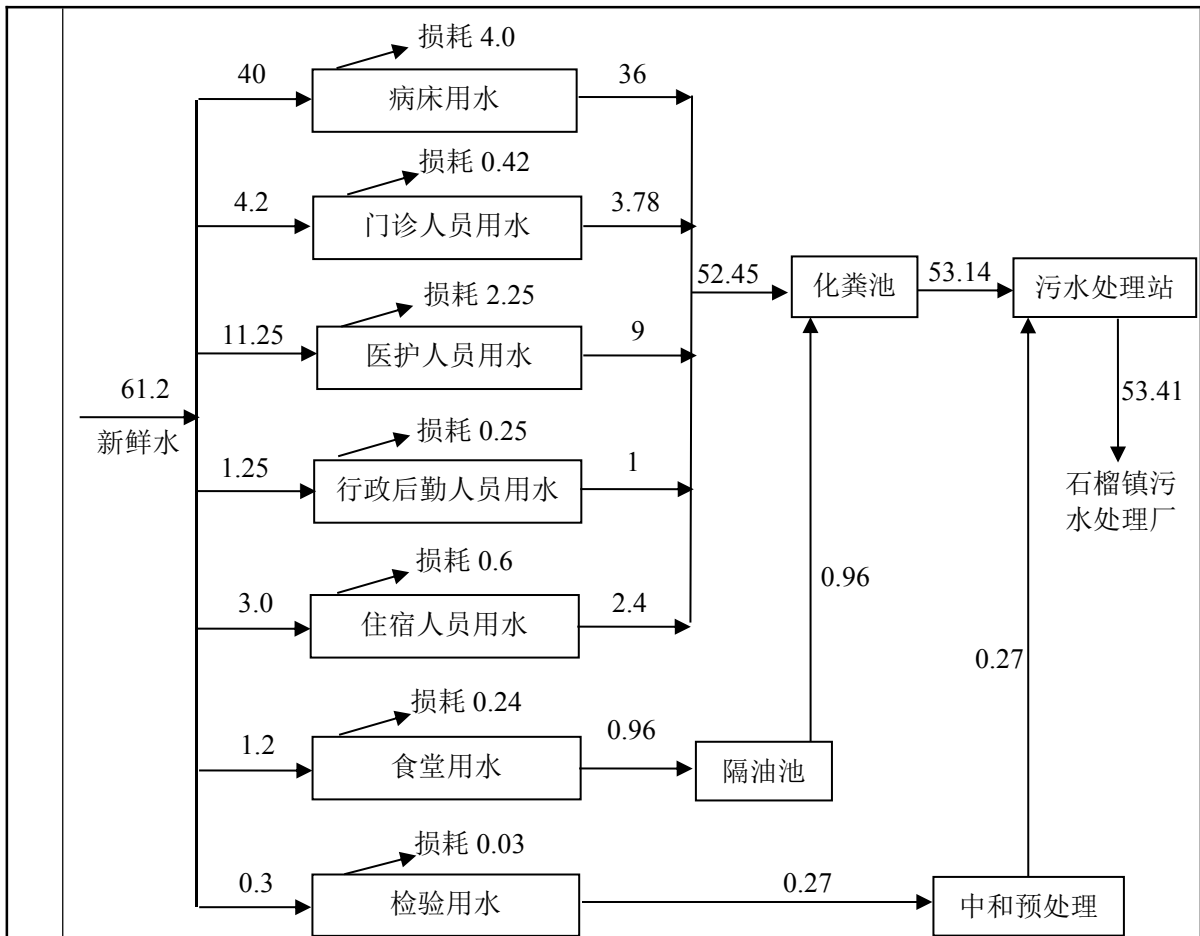 损耗 4.0
40
病床用水
36
损耗 0.42
4.2
门诊人员用水
3.78
52.45
化粪池
53.14
污水处理站
损耗 2.25
11.25
医护人员用水
9
61.2
新鲜水
53.41
损耗 0.25
1.25
行政后勤人员用水
1
石榴镇污
水处理厂
损耗 0.6
3.0
住宿人员用水
2.4
0.96
0.27
损耗 0.24
1.2
食堂用水
0.96
隔油池
损耗 0.03
0.3
检验用水
0.27
中和预处理